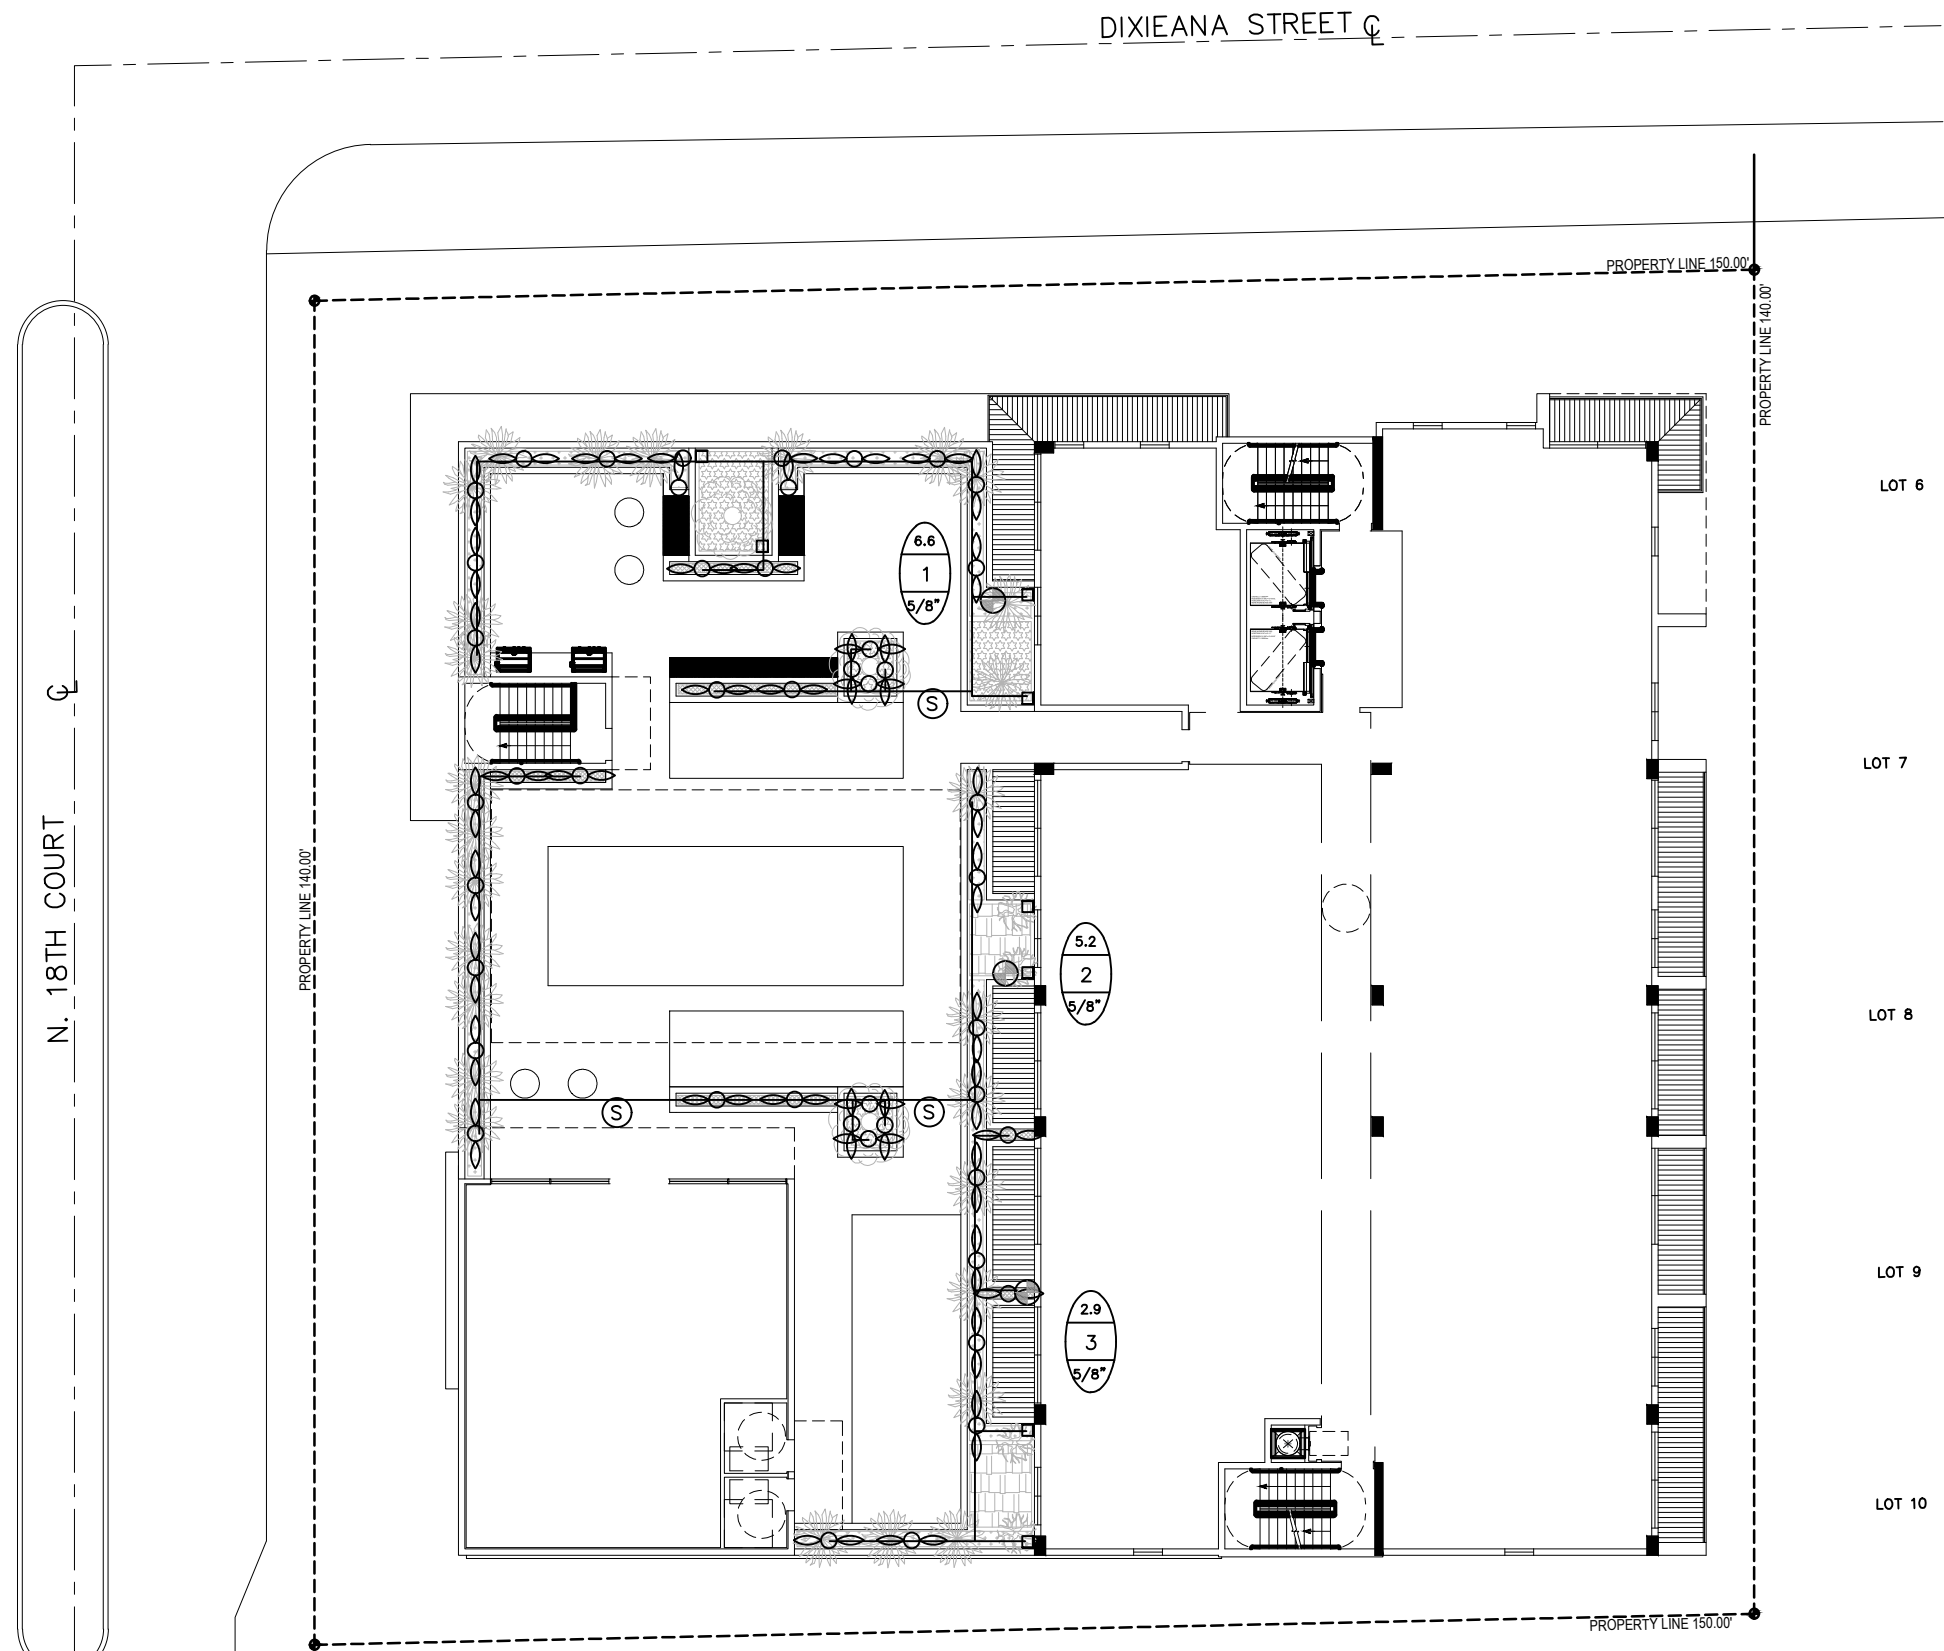 DIXIEANA STREET ℄
PROPERTY LINE 150.00'
PROPERTY LINE 140.00'
LOT 6
6.6
1
5/8"
℄
S
LOT 7
N. 18TH COURT
PROPERTY LINE 140.00'
5.2
2
5/8"
LOT 8
S
S
LOT 9
2.9
3
5/8"
LOT 10
PROPERTY LINE 150.00'